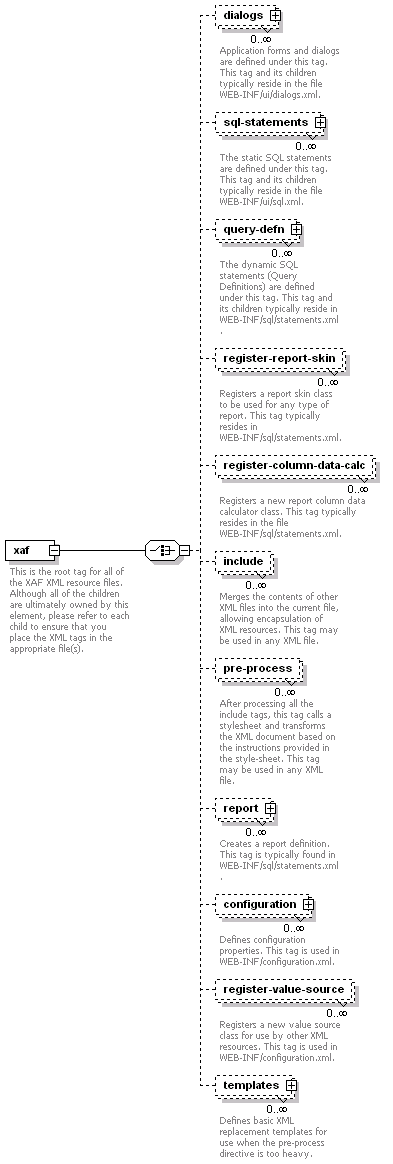 dialogs
0..∞
Application forms and dialogs
are defined under this tag.
This tag and its children
typically reside in the file
WEB-INF/ui/dialogs.xml.
sql-statements
0..∞
Tthe static SQL statements
are defined under this tag.
This tag and its children
typically reside in the file
WEB-INF/ui/sql.xml.
query-defn
0..∞
Tthe dynamic SQL
statements (Query
Definitions) are defined
under this tag. This tag and
its children typically reside in
WEB-INF/sql/statements.xml
.
register-report-skin
0..∞
Registers a report skin class
to be used for any type of
report. This tag typically
resides in
WEB-INF/sql/statements.xml.
register-column-data-calc
0..∞
Registers a new report column data
calculator class. This tag typically
resides in the file
WEB-INF/sql/statements.xml.
xaf
This is the root tag for all of
the XAF XML resource files.
Although all of the children
are ultimately owned by this
element, please refer to each
child to ensure that you
place the XML tags in the
appropriate file(s).
include
0..∞
Merges the contents of other
XML files into the current file,
allowing encapsulation of
XML resources. This tag may
be used in any XML file.
pre-process
0..∞
After processing all the
include tags, this tag calls a
stylesheet and transforms
the XML document based on
the instructions provided in
the style-sheet. This tag
may be used in any XML
file.
report
0..∞
Creates a report definition.
This tag is typically found in
WEB-INF/sql/statements.xml
.
configuration
0..∞
Defines configuration
properties. This tag is used in
WEB-INF/configuration.xml.
register-value-source
0..∞
Registers a new value source
class for use by other XML
resources. This tag is used in
WEB-INF/configuration.xml.
templates
0..∞
Defines basic XML
replacement templates for
use when the pre-process
directive is too heavy.